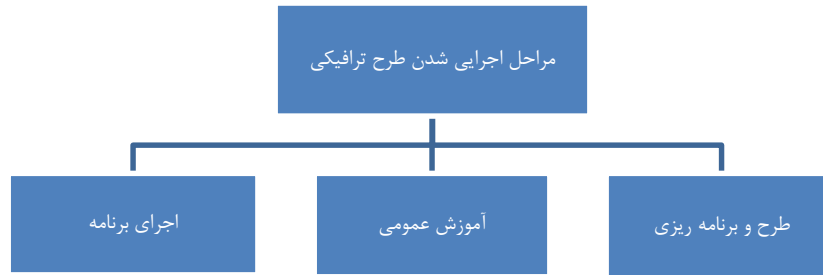 مراحل اجرایی شدن طرح ترافیکی
طرح و برنامه ریزی
آموزش عمومی
اجرای برنامه